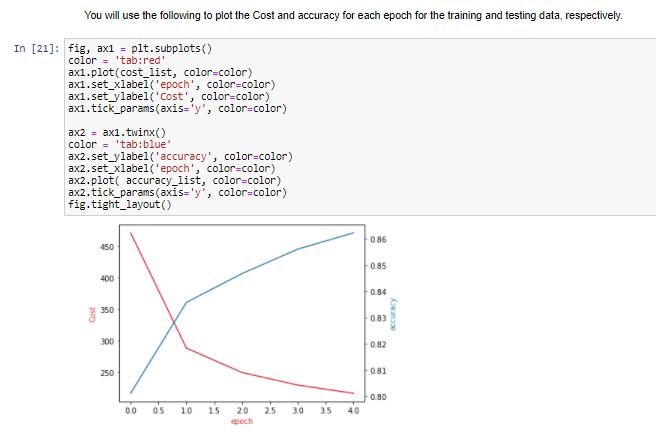 You will use the following to plot the Cost and accuracy for each epoch for the training and testing data, respectively.
In [21]: fig, ax1 = plt.subplots()
color = 'tab:red'
ax1.plot(cost_list, color=color)
ax1.set_xlabel('epoch', color=color)
ax1.set_ylabel('Cost', color=color)
ax1.tick_params(axis='y', color=color)
ax2 = ax1.twinx()
color = 'tab:blue'
ax2.set_ylabel('accuracy', color=color)
ax2.set_xlabel('epoch', color=color)
ax2.plot( accuracy_list, color=color)
ax2.tick_params(axis='y', color=color)
fig.tight_layout()
450
400
350
300
250
Cost
0.86
0.85
0.84
0.83
0.82
0.81
0.80
accuracy
0.0 0.5 1.0 1.5 2.0 2.5 3.0 3.5 4.0
epoch